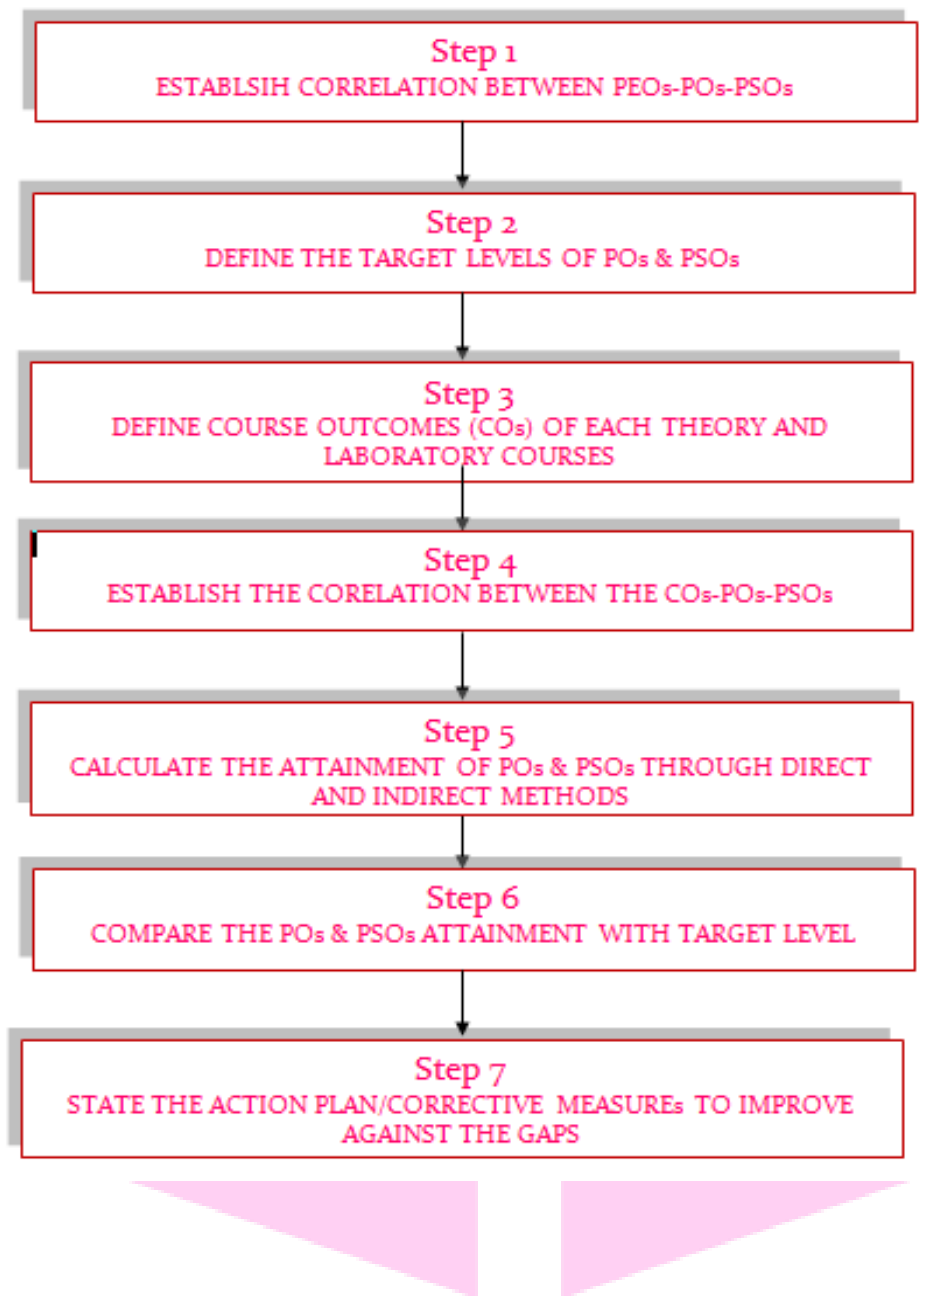 Step 1
ESTABLSIH CORRELATION BETWEEN PEOs-POs-PSOs
Step 2
DEFINE THE TARGET LEVELS OF POs & PSOs
Step 3
DEFINE COURSE OUTCOMES (COs) OF EACH THEORY AND
LABORATORY COURSES
Step 4
ESTABLISH THE CORELATION BETWEEN THE COs-POs-PSOs
Step 5
CALCULATE THE ATTAINMENT OF POs & PSOs THROUGH DIRECT
AND INDIRECT METHODS
Step 6
COMPARE THE POs & PSOs ATTAINMENT WITH TARGET LEVEL
Step 7
STATE THE ACTION PLAN/CORRECTIVE MEASUREs TO IMPROVE
AGAINST THE GAPS